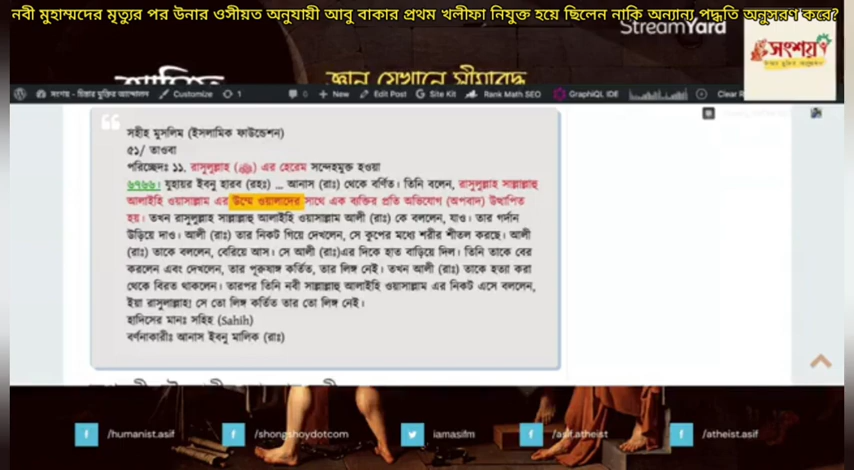 নবী মুহাম্মদের মৃত্যুর পর উনার ওসীয়ত অনুযায়ী আবু বাকার প্রথম খলীফা নিযুক্ত হয়ে ছিলেন নাকি অন্যান্য পদ্ধতি অনুসরণ করে?
StreamYard
সংশয়
জ্ঞান যেখানে সীমাবদ্ধ
সংশয় - চিন্তার মুক্তির আন্দোলন Customize 1 0 + New Edit Post Site Kit Rank Math SEO GraphiQL IDE Clear
সহীহ মুসলিম (ইসলামিক ফাউন্ডেশন)
৫১/ তাওবা
পরিচ্ছেদঃ ১১. রাসুলুল্লাহ (ﷺ) এর হেরেম সন্দেহমুক্ত হওয়া
৬৭৬৬। যুহায়র ইবনু হারব (রহঃ) ... আনাস (রাঃ) থেকে বর্ণিত। তিনি বলেন, রাসুলুল্লাহ সাল্লাল্লাহু
আলাইহি ওয়াসাল্লাম এর উম্মে ওয়ালাদের সাথে এক ব্যক্তির প্রতি অভিযোগ (অপবাদ) উত্থাপিত
হয়। তখন রাসুলুল্লাহ সাল্লাল্লাহু আলাইহি ওয়াসাল্লাম আলী (রাঃ) কে বললেন, যাও। তার গর্দান
উড়িয়ে দাও। আলী (রাঃ) তার নিকট গিয়ে দেখলেন, সে কুপের মধ্যে শরীর শীতল করছে। আলী
(রাঃ) তাকে বললেন, বেরিয়ে আস। সে আলী (রাঃ)এর দিকে হাত বাড়িয়ে দিল। তিনি তাকে বের
করলেন এবং দেখলেন, তার পূরুষাঙ্গ কর্তিত, তার লিঙ্গ নেই। তখন আলী (রাঃ) তাকে হত্যা করা
থেকে বিরত থাকলেন। তারপর তিনি নবী সাল্লাল্লাহু আলাইহি ওয়াসাল্লাম এর নিকট এসে বললেন,
ইয়া রাসুলাল্লাহ! সে তো লিঙ্গ কর্তিত তার তো লিঙ্গ নেই।
হাদিসের মানঃ সহিহ (Sahih)
বর্ণনাকারীঃ আনাস ইবনু মালিক (রাঃ)
/humanist.asif /shongshoydotcom iamasifm /asif.atheist /atheist.asif